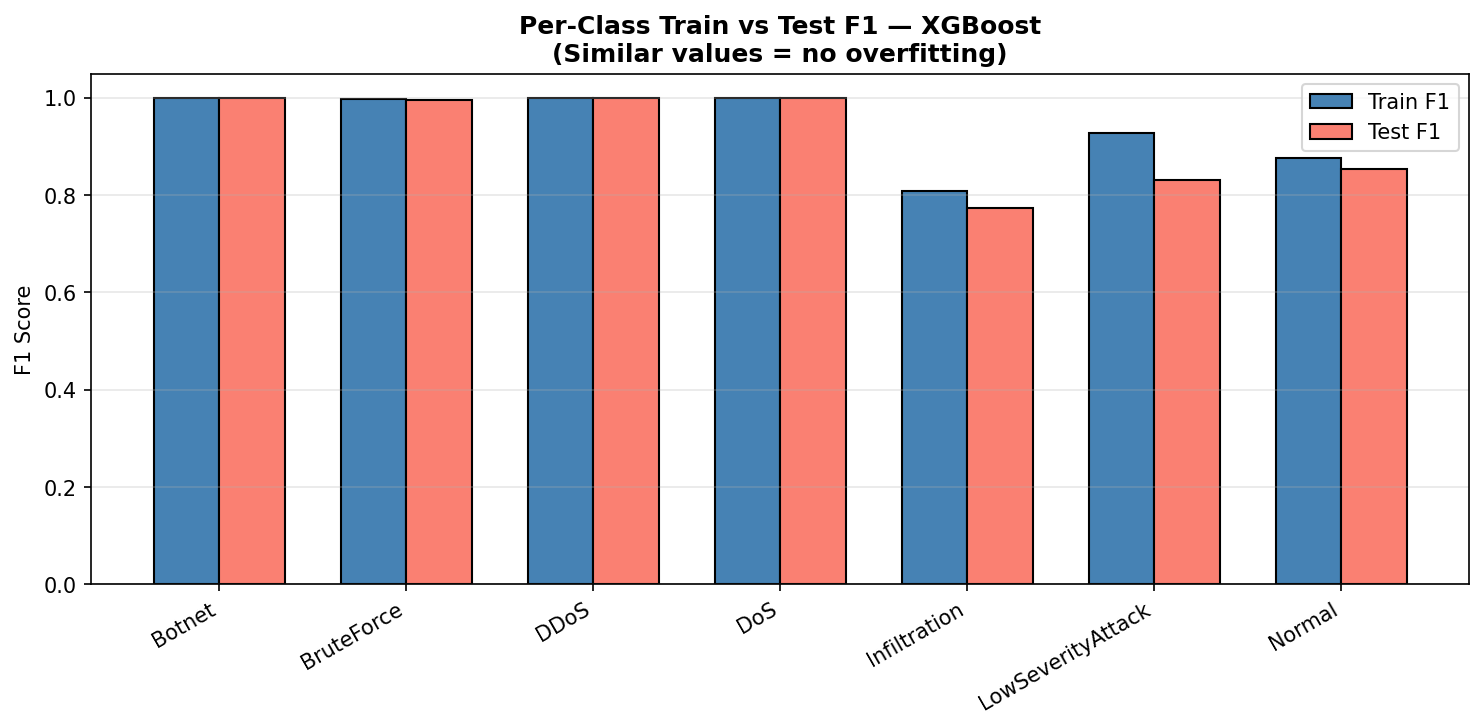 Per-Class Train vs Test F1 — XGBoost
(Similar values = no overfitting)
Train F1
Test F1
F1 Score
1.0
0.8
0.6
0.4
0.2
0.0
Botnet
BruteForce
DDoS
DoS
Infiltration
LowSeverityAttack
Normal